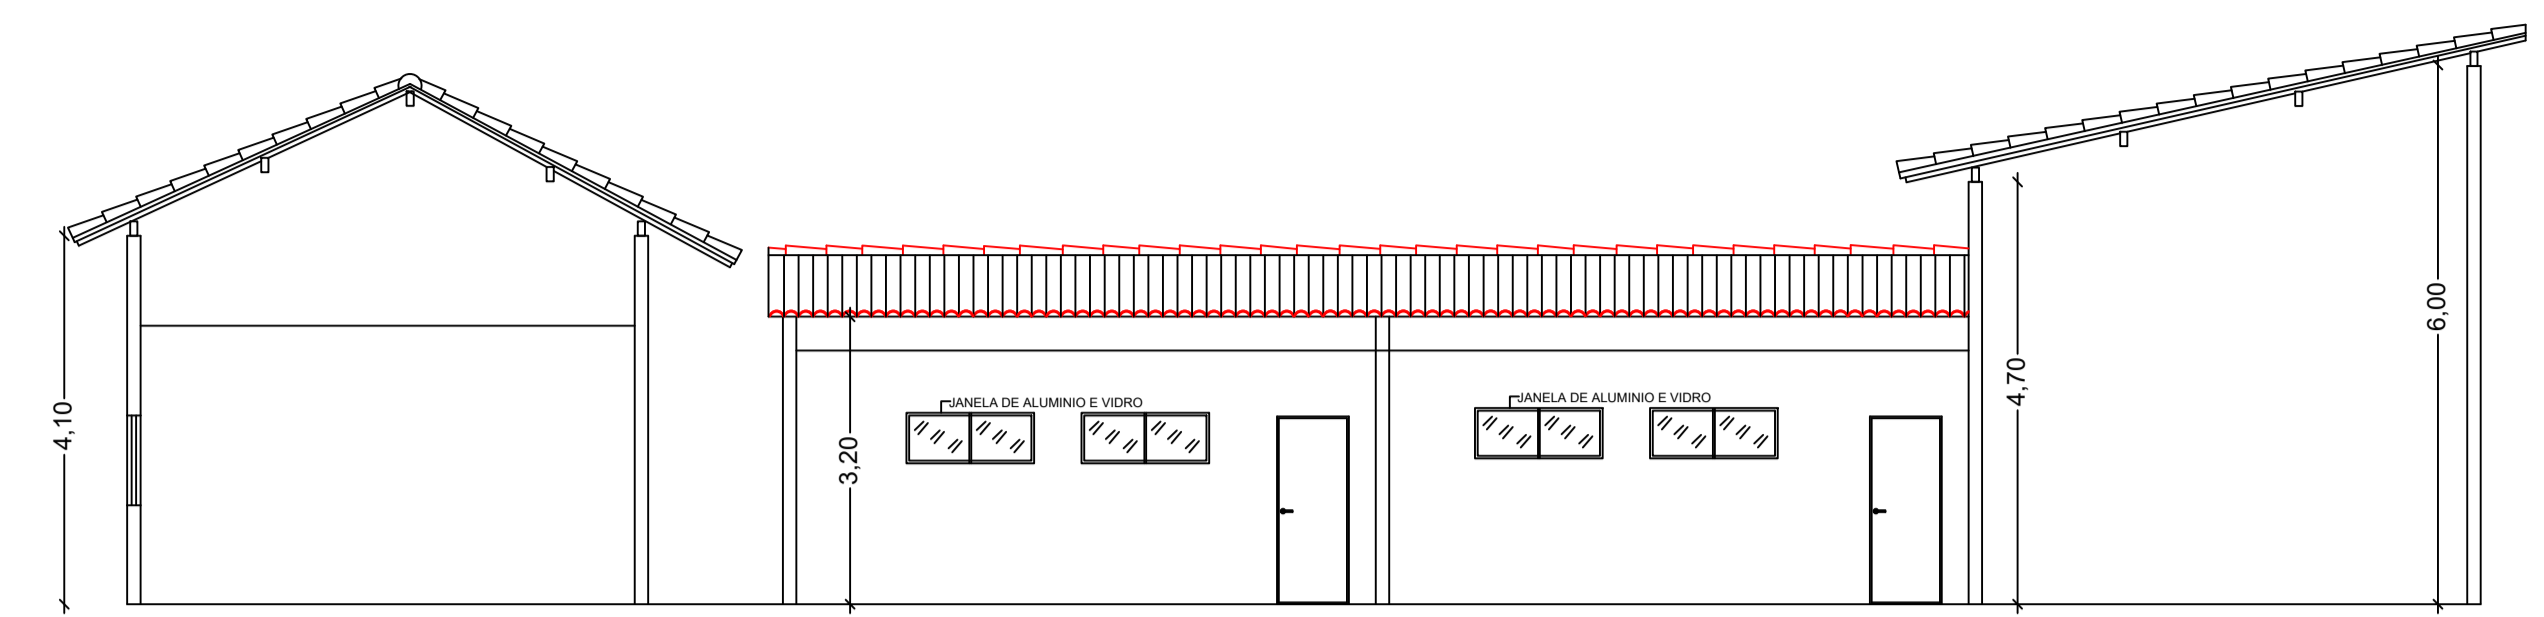 4,10
3,20
JANELA DE ALUMINIO E VIDRO
JANELA DE ALUMINIO E VIDRO
4,70
6,00